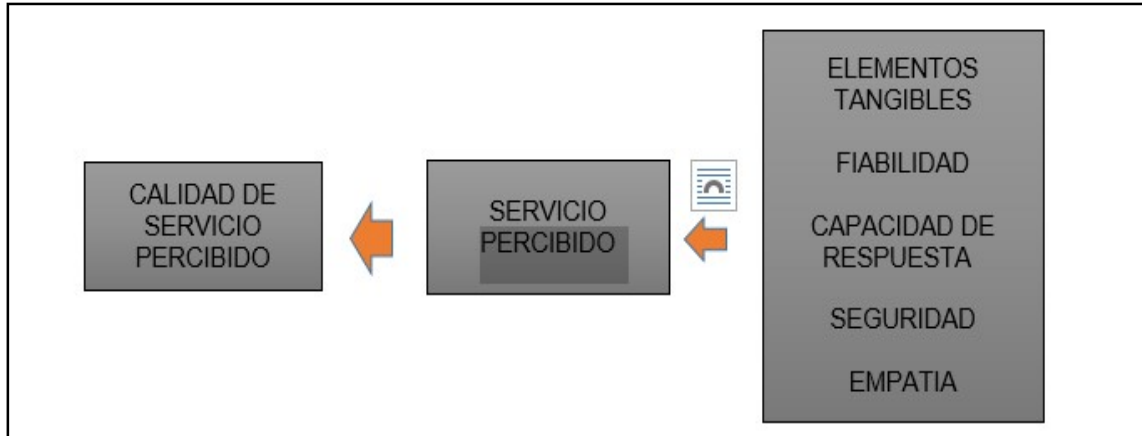 CALIDAD DE
SERVICIO
PERCIBIDO
SERVICIO
PERCIBIDO
ELEMENTOS
TANGIBLES
FIABILIDAD
CAPACIDAD DE
RESPUESTA
SEGURIDAD
EMPATIA